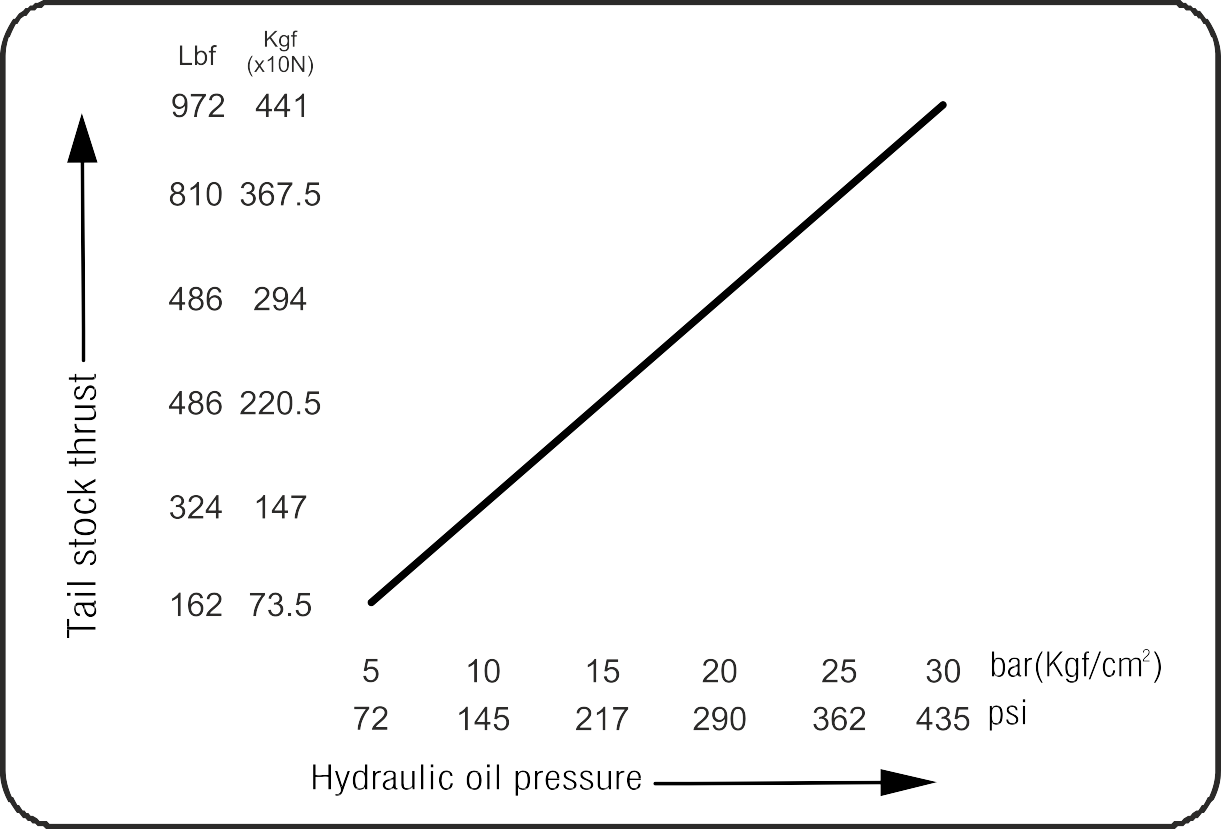 Lbf Kgf
(x10N)
972 441
810 367.5
486 294
486 220.5
324 147
162 73.5
Tail stock thrust
5 10 15 20 25 30 bar(Kgf/cm²)
72 145 217 290 362 435 psi
Hydraulic oil pressure